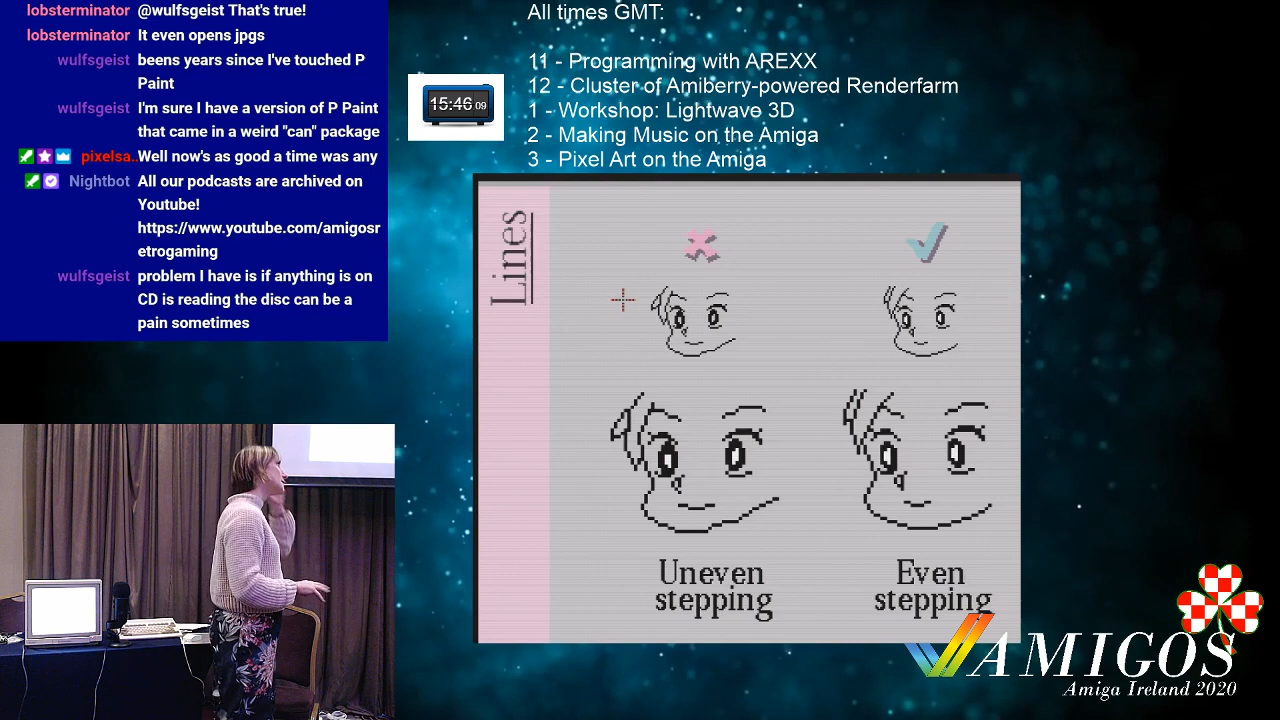 lobsterminator @wulfsgeist That's true!
lobsterminator It even opens jpgs
wulfsgeist beens years since I've touched P
Paint
wulfsgeist I'm sure I have a version of P Paint
that came in a weird "can" package
pixelsa.. Well now's as good a time was any
Nightbot All our podcasts are archived on
Youtube!
https://www.youtube.com/amigosr
etrogaming
wulfsgeist problem I have is if anything is on
CD is reading the disc can be a
pain sometimes
15:46 09
All times GMT:
11 - Programming with AREXX
12 - Cluster of Amiberry-powered Renderfarm
1 - Workshop: Lightwave 3D
2 - Making Music on the Amiga
3 - Pixel Art on the Amiga
Lines
Uneven
stepping
Even
stepping
AMIGOS
Amiga Ireland 2020